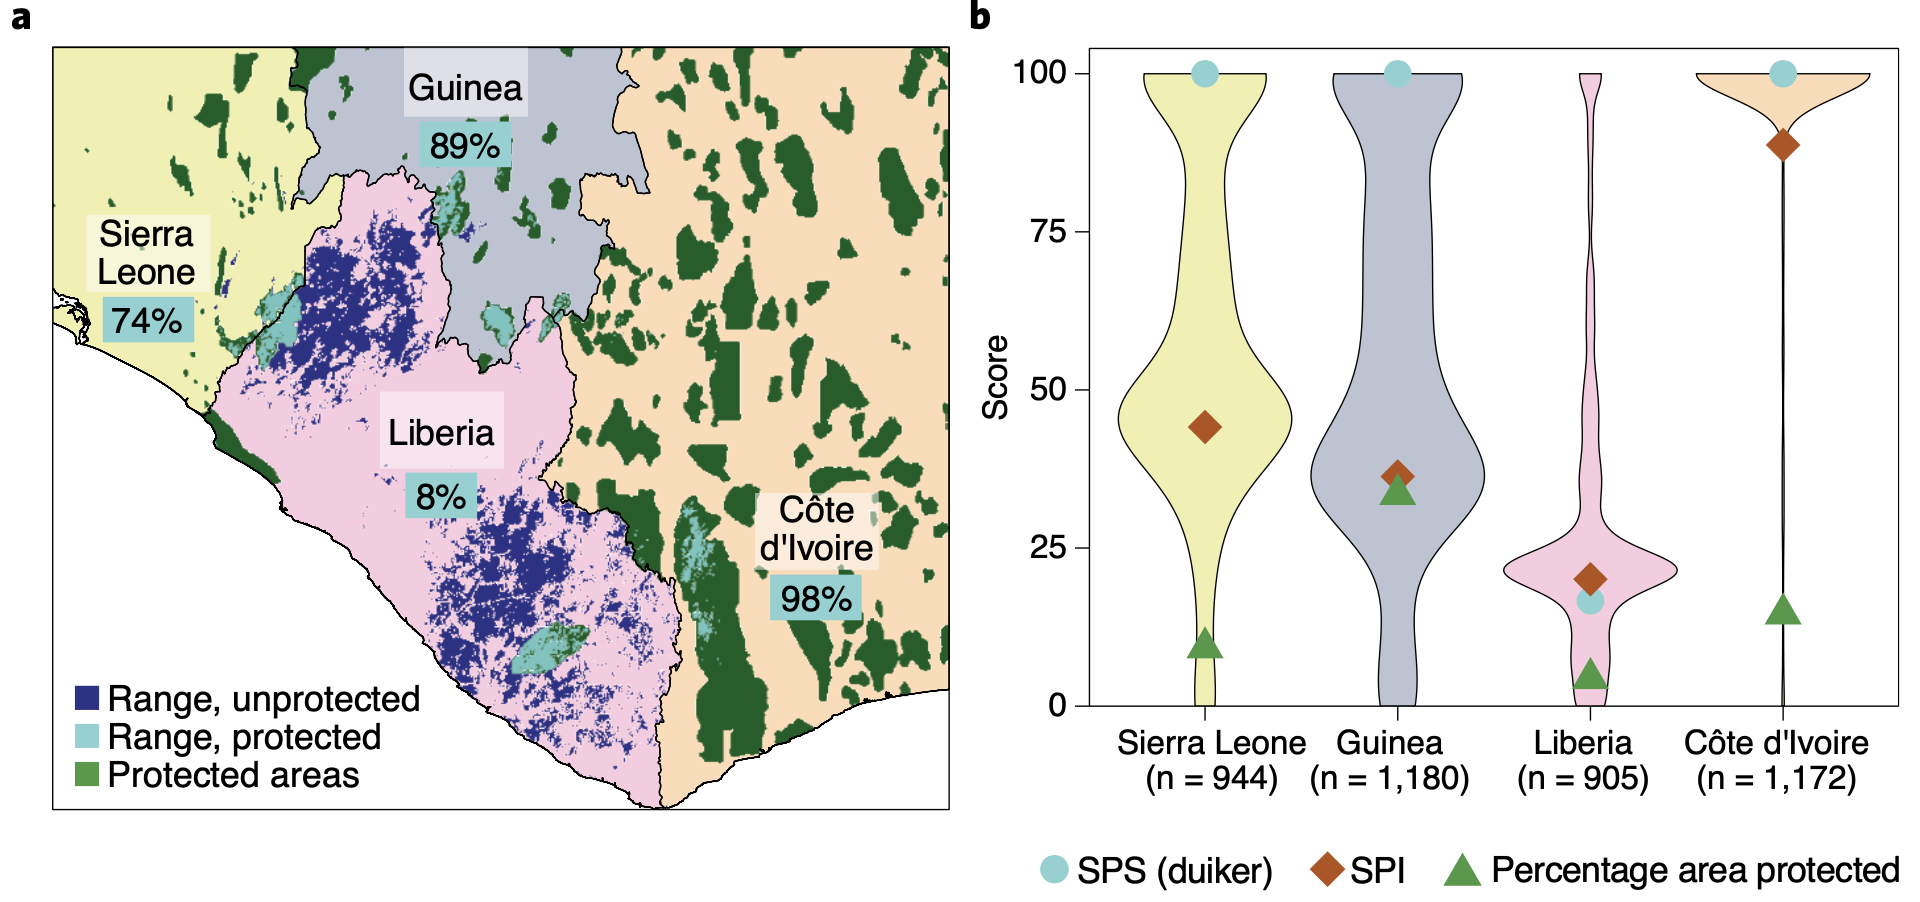 a
Guinea
89%
Sierra
Leone
74%
Liberia
8%
Côte
d'Ivoire
98%
Range, unprotected
Range, protected
Protected areas
b
100
75
50
25
0
Score
Sierra Leone
(n = 944)
Guinea
(n = 1,180)
Liberia
(n = 905)
Côte d'Ivoire
(n = 1,172)
SPS (duiker)
SPI
Percentage area protected